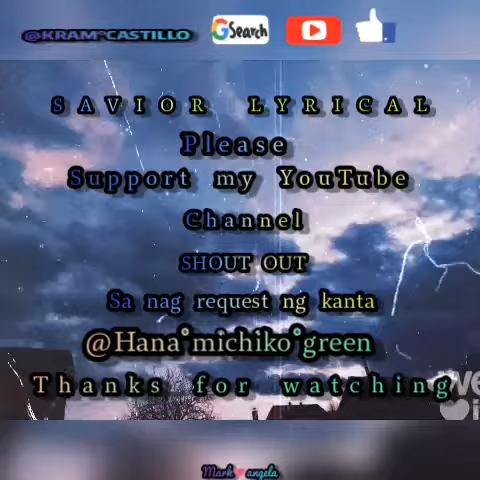 @KRAM°CASTILLO
GSearch
SAVIOR LYRICAL
Please
Support my YouTube
Channel
SHOUT OUT
Sa nag request ng kanta
@Hana°michiko°green
Thanks for watching
we
Mark angela